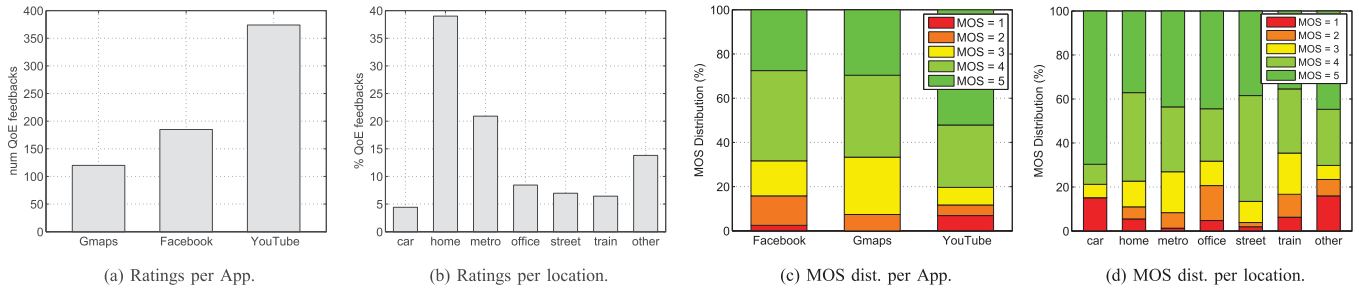 num QoE feedbacks
400
350
300
250
200
150
100
50
0
Gmaps
Facebook
YouTube
(a) Ratings per App.
% QoE feedbacks
40
35
30
25
20
15
10
5
0
car
home
metro
office
street
train
other
(b) Ratings per location.
MOS Distribution (%)
100
80
60
40
20
0
MOS = 1
MOS = 2
MOS = 3
MOS = 4
MOS = 5
Facebook
Gmaps
YouTube
(c) MOS dist. per App.
MOS Distribution (%)
100
80
60
40
20
0
MOS = 1
MOS = 2
MOS = 3
MOS = 4
MOS = 5
car
home
metro
office
street
train
other
(d) MOS dist. per location.